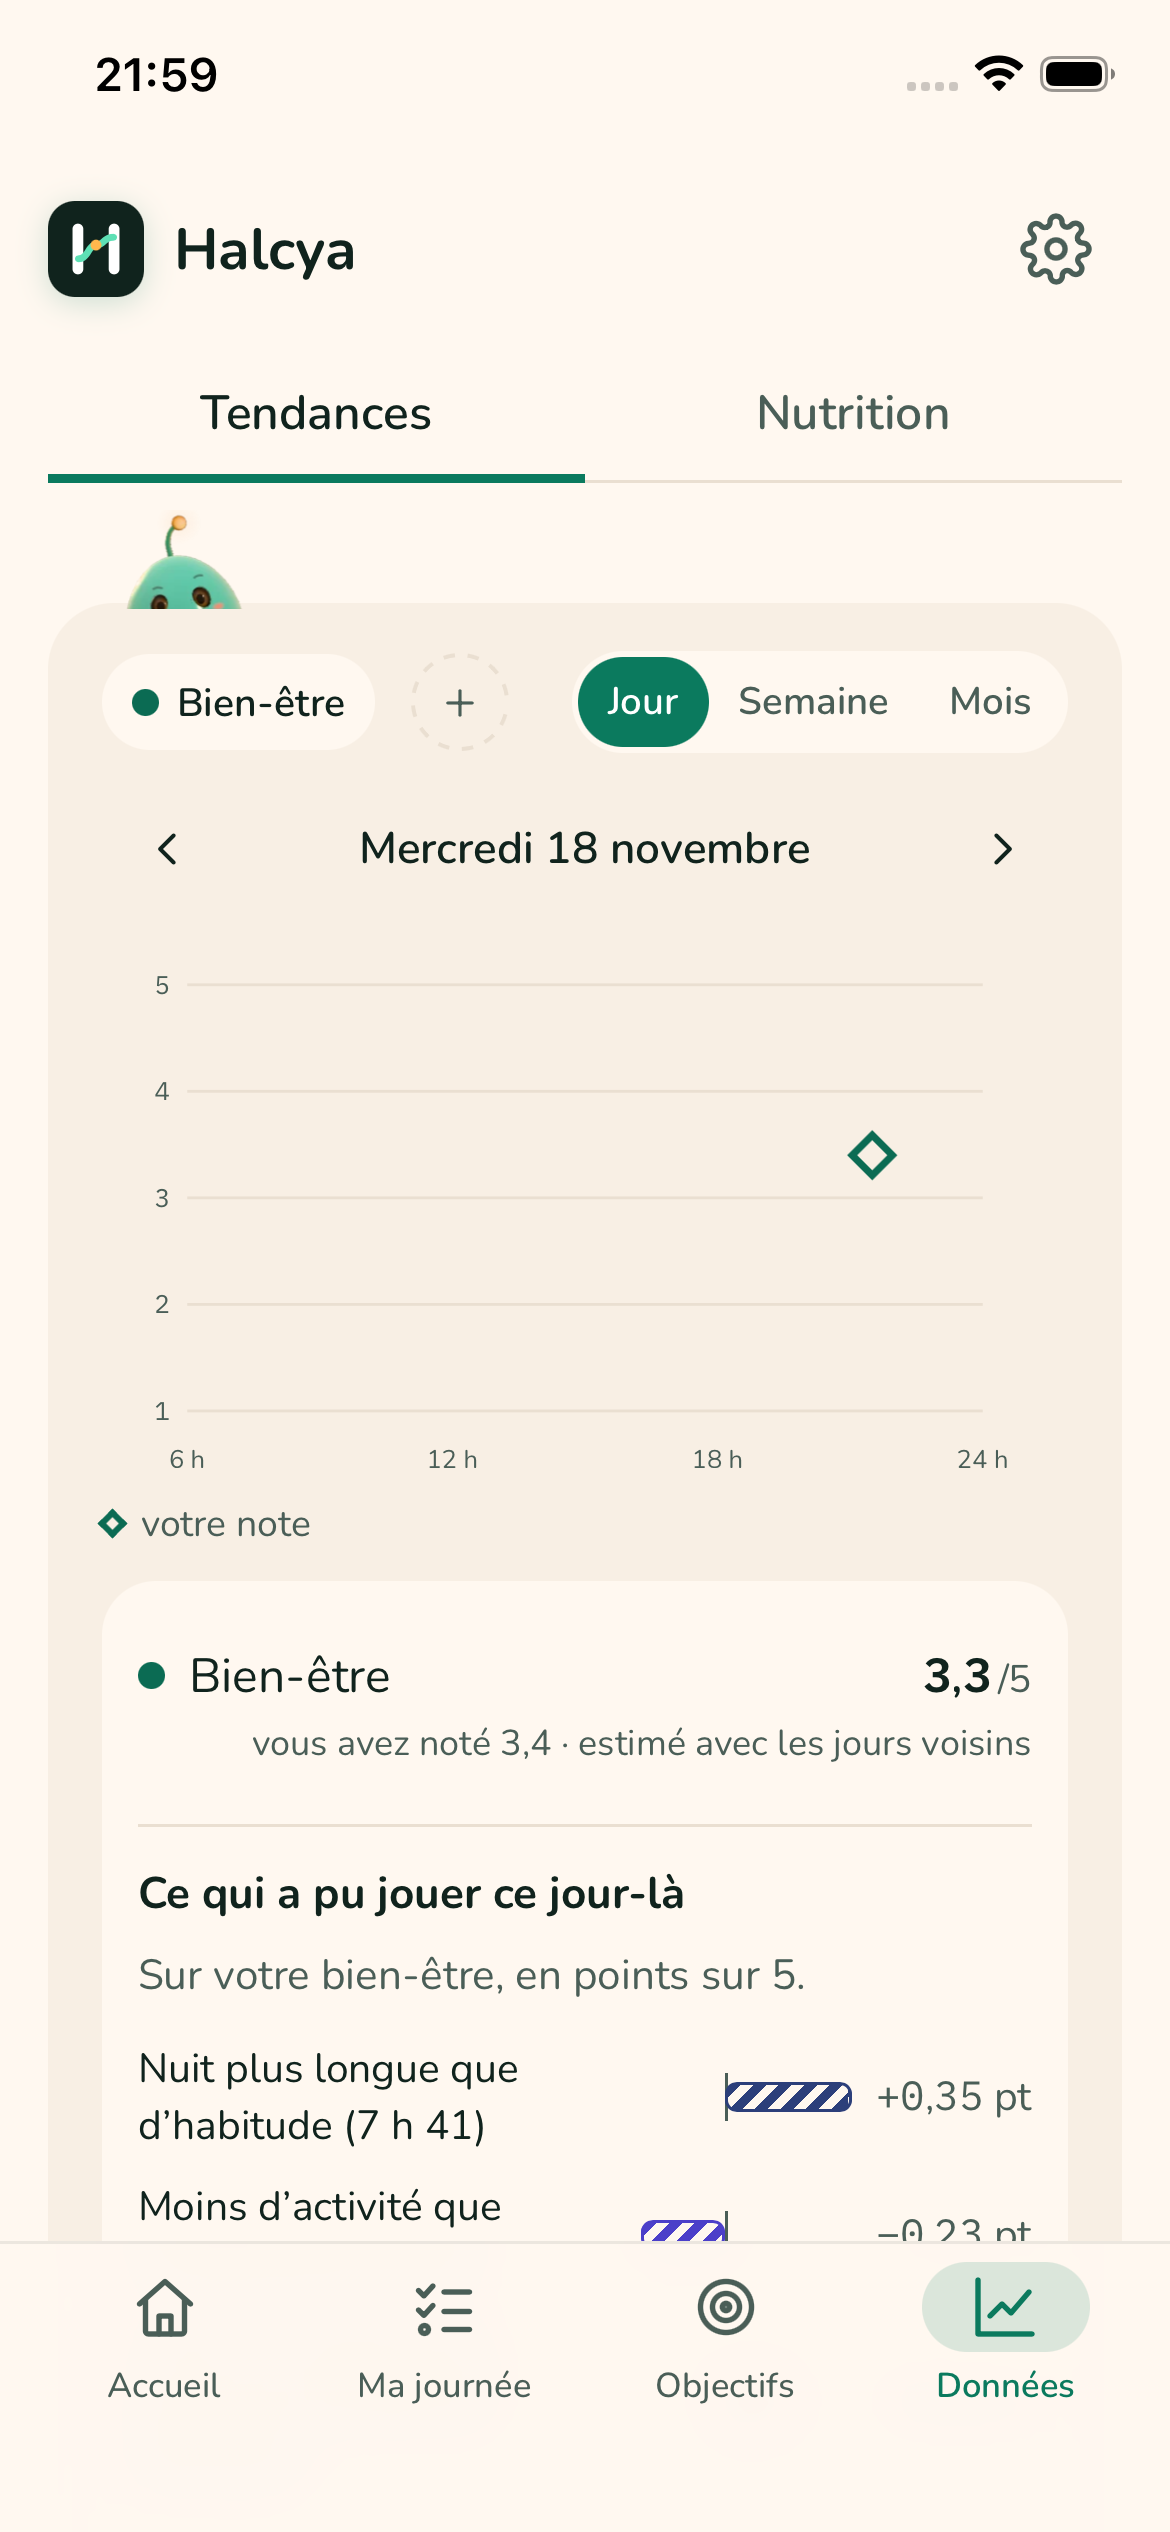 21:59
Halcya
Tendances
Nutrition
Bien-être
+
Jour
Semaine
Mois
Mercredi 18 novembre
5
4
3
2
1
6 h
12 h
18 h
24 h
votre note
Bien-être
3,3 /5
vous avez noté 3,4 · estimé avec les jours voisins
Ce qui a pu jouer ce jour-là
Sur votre bien-être, en points sur 5.
Nuit plus longue que
d’habitude (7 h 41)
+0,35 pt
Moins d’activité que
−0,23 pt
Accueil
Ma journée
Objectifs
Données